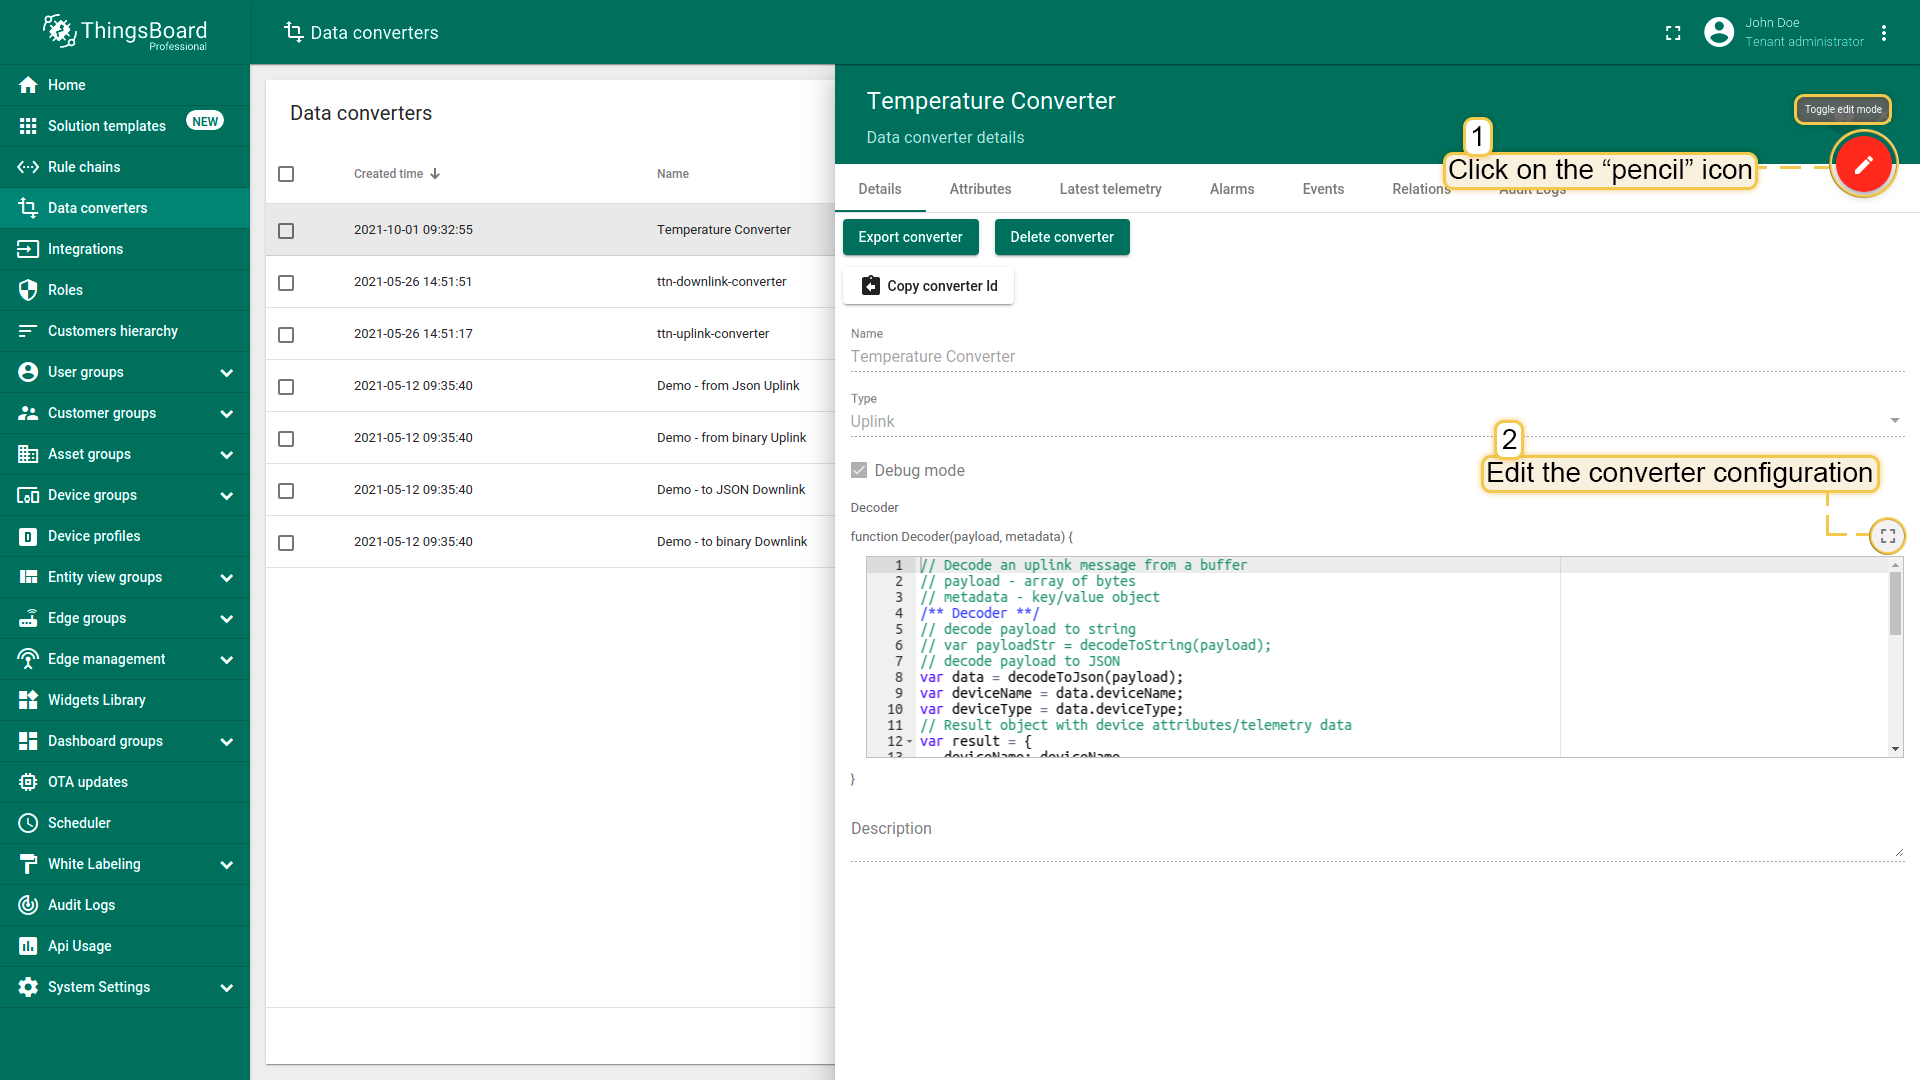 ThingsBoard
Professional
Data converters
John Doe
Tenant administrator
Home
Solution templates
NEW
Rule chains
Data converters
Integrations
Roles
Customers hierarchy
User groups
Customer groups
Asset groups
Device groups
Device profiles
Entity view groups
Edge groups
Edge management
Widgets Library
Dashboard groups
OTA updates
Scheduler
White Labeling
Audit Logs
Api Usage
System Settings
Data converters
Created time Name
2021-10-01 09:32:55 Temperature Converter
2021-05-26 14:51:51 ttn-downlink-converter
2021-05-26 14:51:17 ttn-uplink-converter
2021-05-12 09:35:40 Demo - from Json Uplink
2021-05-12 09:35:40 Demo - from binary Uplink
2021-05-12 09:35:40 Demo - to JSON Downlink
2021-05-12 09:35:40 Demo - to binary Downlink
Temperature Converter
Data converter details
Toggle edit mode
1
Click on the “pencil” icon
Details Attributes Latest telemetry Alarms Events Relations Audit Logs
Export converter Delete converter
Copy converter Id
Name
Temperature Converter
Type
Uplink
2
Edit the converter configuration
Debug mode
Decoder
function Decoder(payload, metadata) {
1 // Decode an uplink message from a buffer
2 // payload - array of bytes
3 // metadata - key/value object
4 /** Decoder **/
5 // decode payload to string
6 // var payloadStr = decodeToString(payload);
7 // decode payload to JSON
8 var data = decodeToJson(payload);
9 var deviceName = data.deviceName;
10 var deviceType = data.deviceType;
11 // Result object with device attributes/telemetry data
12 var result = {
13 deviceName: deviceName
}
Description